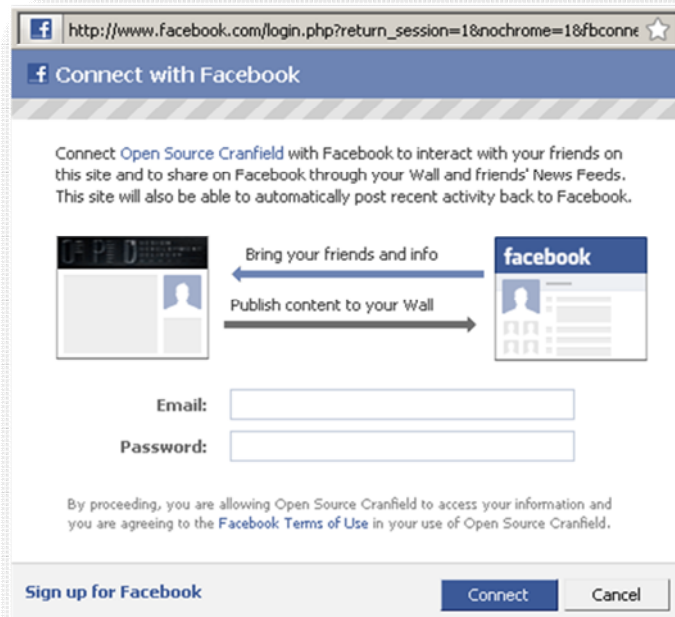 http://www.facebook.com/login.php?return_session=1&nochrome=1&fbconne
Connect with Facebook
Connect Open Source Cranfield with Facebook to interact with your friends on
this site and to share on Facebook through your Wall and friends' News Feeds.
This site will also be able to automatically post recent activity back to Facebook.
Bring your friends and info
facebook
Publish content to your Wall
Email:
Password:
By proceeding, you are allowing Open Source Cranfield to access your information and
you are agreeing to the Facebook Terms of Use in your use of Open Source Cranfield.
Sign up for Facebook
Connect
Cancel